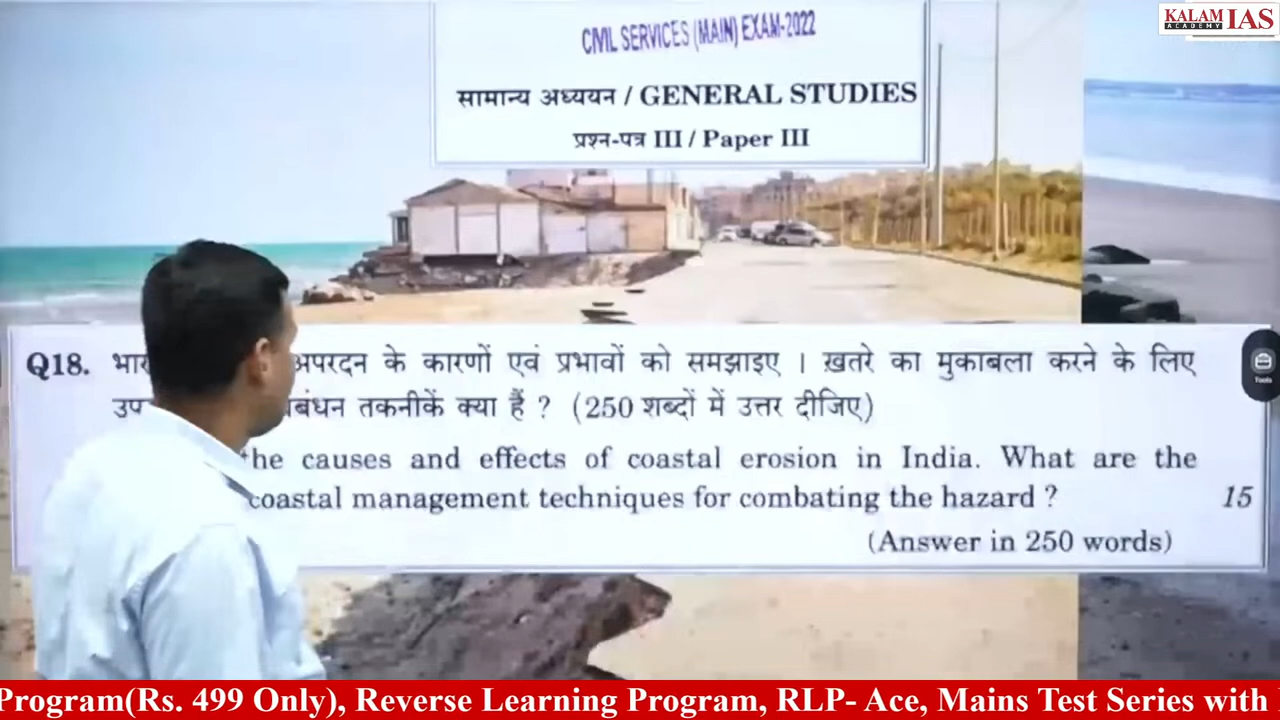 KALAM IAS
ACADEMY
CIVIL SERVICES (MAIN) EXAM-2022
सामान्य अध्ययन / GENERAL STUDIES
प्रश्न-पत्र III / Paper III
Q18. अपरदन के कारणों एवं प्रभावों को समझाइए । ख़तरे का मुकाबला करने के लिए
तकनीकें क्या हैं ? (250 शब्दों में उत्तर दीजिए)
the causes and effects of coastal erosion in India. What are the
coastal management techniques for combating the hazard ? 15
(Answer in 250 words)
Tools
Program(Rs. 499 Only), Reverse Learning Program, RLP- Ace, Mains Test Series with